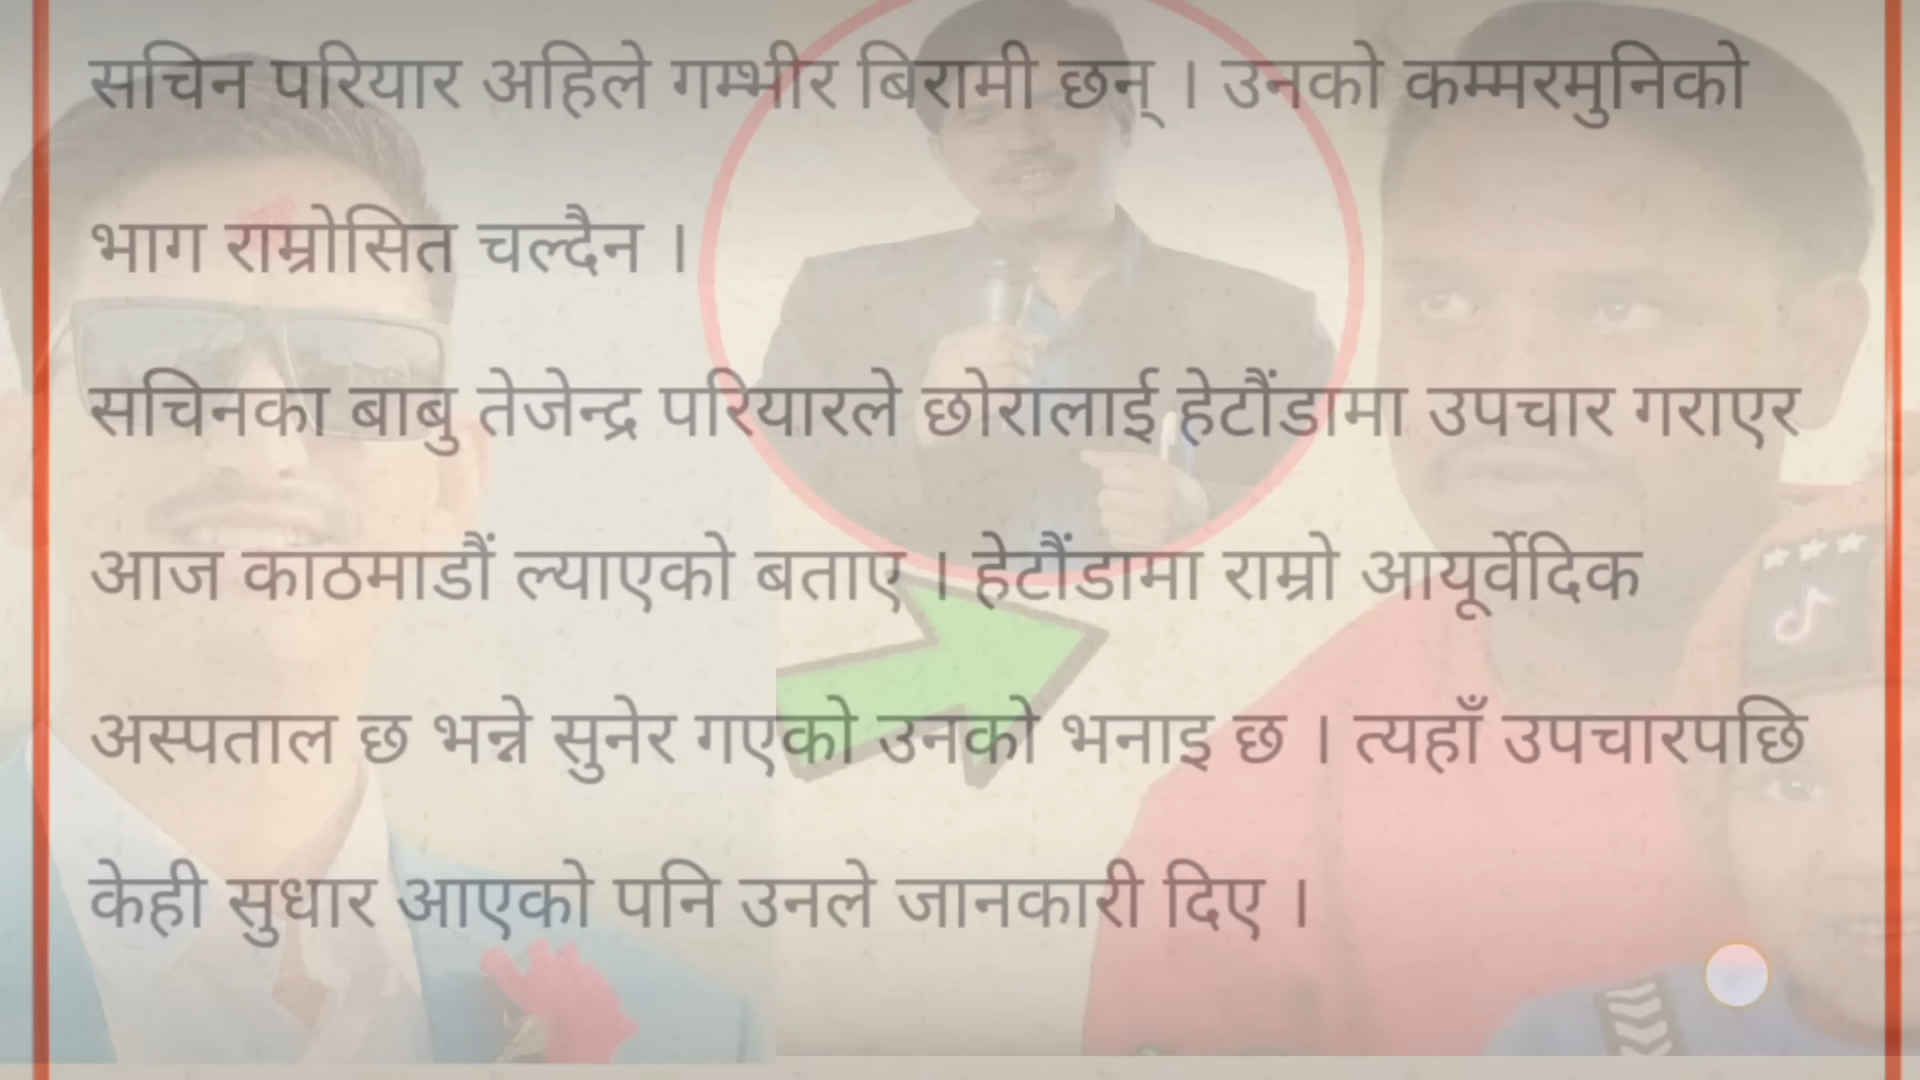 सचिन परियार अहिले गम्भीर बिरामी छन् । उनको कम्मरमुनिको
भाग राम्रोसित चल्दैन ।
सचिनका बाबु तेजेन्द्र परियारले छोरालाई हेटौंडामा उपचार गराएर
आज काठमाडौं ल्याएको बताए । हेटौंडामा राम्रो आयूर्वेदिक
अस्पताल छ भन्ने सुनेर गएको उनको भनाइ छ । त्यहाँ उपचारपछि
केही सुधार आएको पनि उनले जानकारी दिए ।